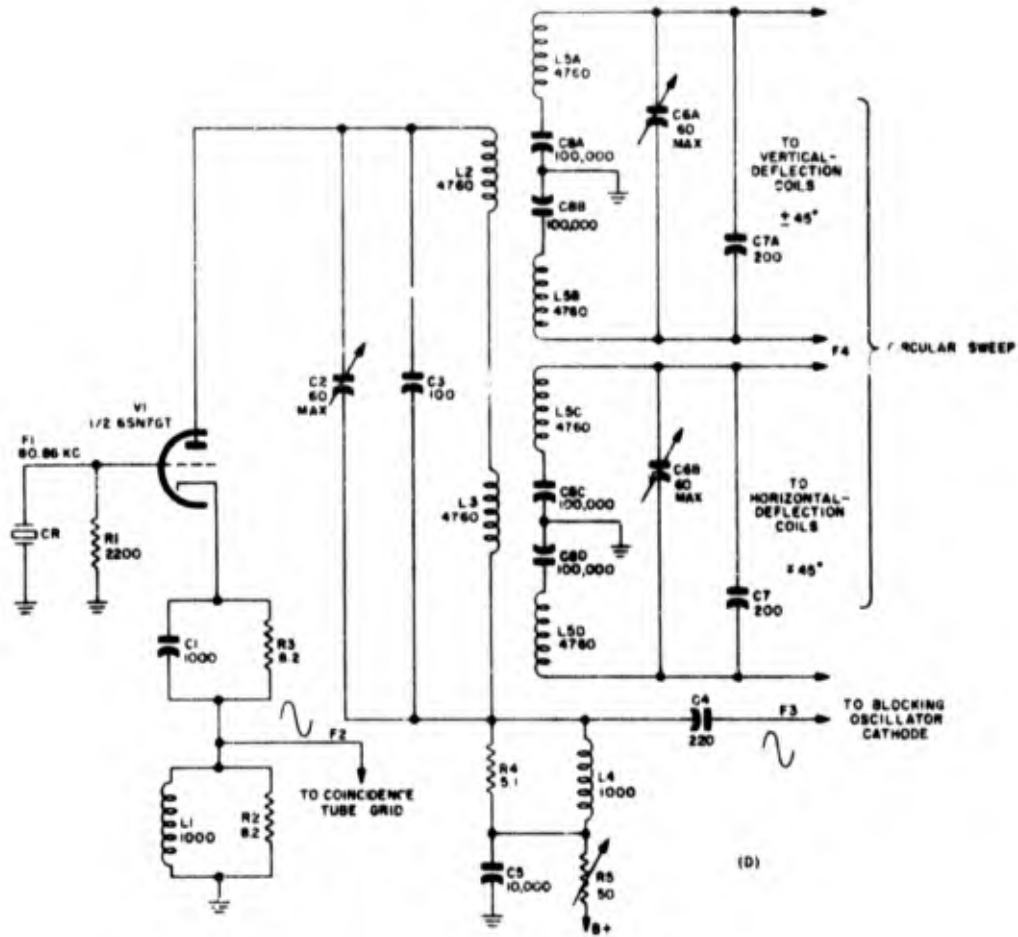 L5A
4760
C6A
60
MAX
C8A
100,000
TO
VERTICAL-
DEFLECTION
COILS
± 45°
L2
4760
C8B
100,000
C7A
200
L5B
4760
F4
CIRCULAR SWEEP
C2
60
MAX
C3
100
V1
1/2 6SN7GT
F1
80.86 KC
L5C
4760
C6B
60
MAX
L3
4760
C8C
100,000
TO
HORIZONTAL-
DEFLECTION
COILS
CR
R1
2200
C8D
100,000
∓ 45°
C7
200
C1
1000
R3
8.2
L5D
4760
C4
220
F3
TO BLOCKING
OSCILLATOR
CATHODE
F2
TO COINCIDENCE
TUBE GRID
R4
5.1
L4
1000
L1
1000
R2
8.2
C5
10,000
R5
50
(D)
B+